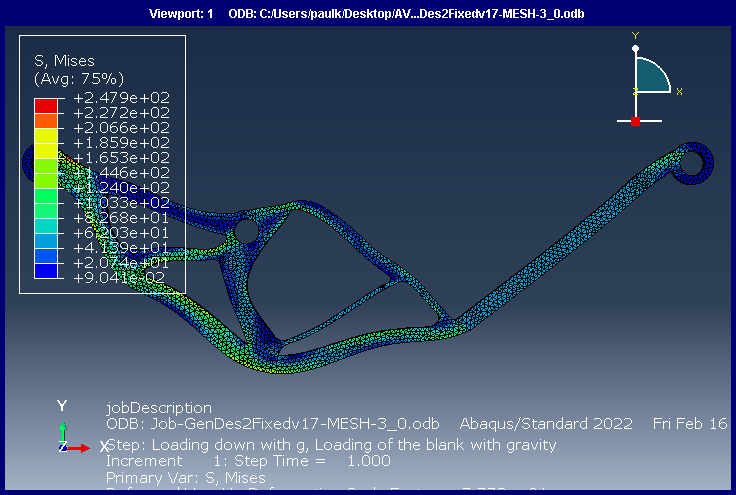 Viewport: 1 ODB: C:/Users/paulk/Desktop/AV...Des2Fixedv17-MESH-3_0.odb
S, Mises
(Avg: 75%)
+2.479e+02
+2.272e+02
+2.066e+02
+1.859e+02
+1.653e+02
+1.446e+02
+1.240e+02
+1.033e+02
+8.268e+01
+6.203e+01
+4.139e+01
+2.074e+01
+9.041e-02
Y
X
Z
Y
X
Z
jobDescription
ODB: Job-GenDes2Fixedv17-MESH-3_0.odb Abaqus/Standard 2022 Fri Feb 16
Step: Loading down with g, Loading of the blank with gravity
Increment 1: Step Time = 1.000
Primary Var: S, Mises